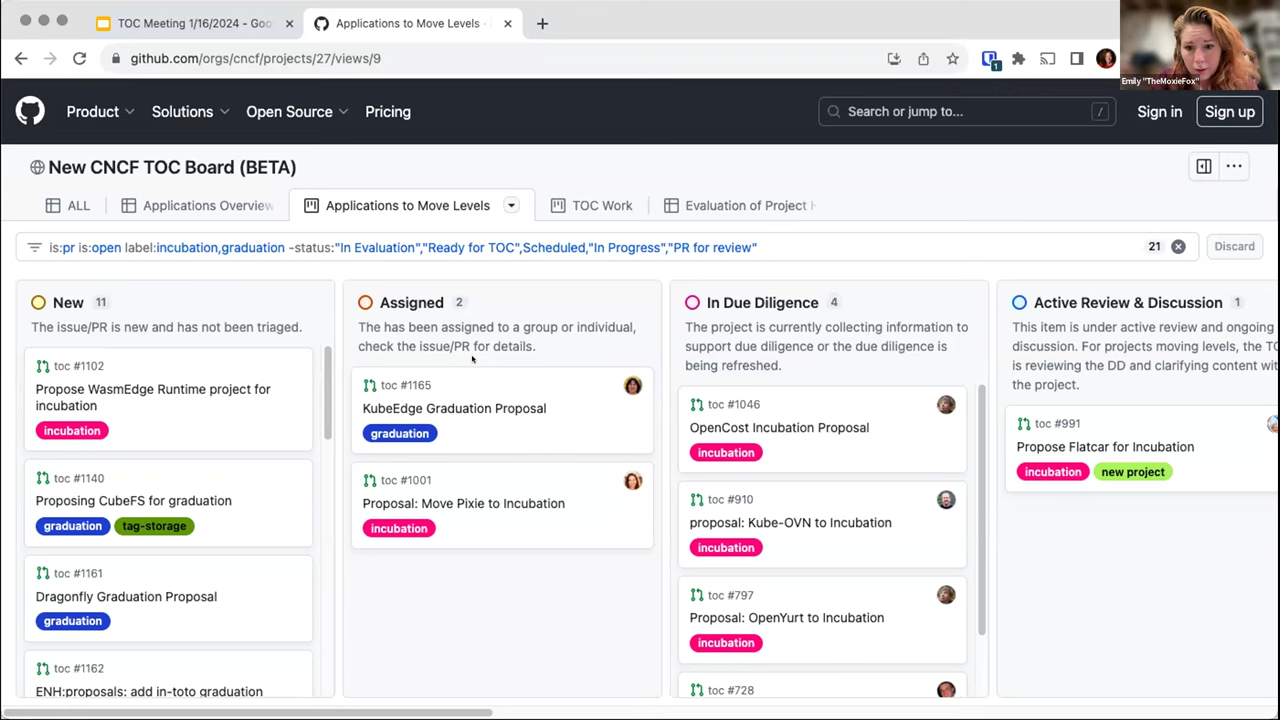 TOC Meeting 1/16/2024 - Goo
Applications to Move Levels ·
github.com/orgs/cncf/projects/27/views/9
1
Emily "TheMoxieFox"
Product
Solutions
Open Source
Pricing
Search or jump to...
/
Sign in
Sign up
New CNCF TOC Board (BETA)
ALL
Applications Overview
Applications to Move Levels
TOC Work
Evaluation of Project H
is:pr is:open label:incubation,graduation -status:"In Evaluation","Ready for TOC",Scheduled,"In Progress","PR for review"
21
Discard
New 11
The issue/PR is new and has not been triaged.
toc #1102
Propose WasmEdge Runtime project for
incubation
incubation
toc #1140
Proposing CubeFS for graduation
graduation
tag-storage
toc #1161
Dragonfly Graduation Proposal
graduation
toc #1162
ENH:proposals: add in-toto graduation
Assigned 2
The has been assigned to a group or individual,
check the issue/PR for details.
toc #1165
KubeEdge Graduation Proposal
graduation
toc #1001
Proposal: Move Pixie to Incubation
incubation
In Due Diligence 4
The project is currently collecting information to
support due diligence or the due diligence is
being refreshed.
toc #1046
OpenCost Incubation Proposal
incubation
toc #910
proposal: Kube-OVN to Incubation
incubation
toc #797
Proposal: OpenYurt to Incubation
incubation
toc #728
Active Review & Discussion 1
This item is under active review and ongoing
discussion. For projects moving levels, the TO
is reviewing the DD and clarifying content wit
the project.
toc #991
Propose Flatcar for Incubation
incubation
new project